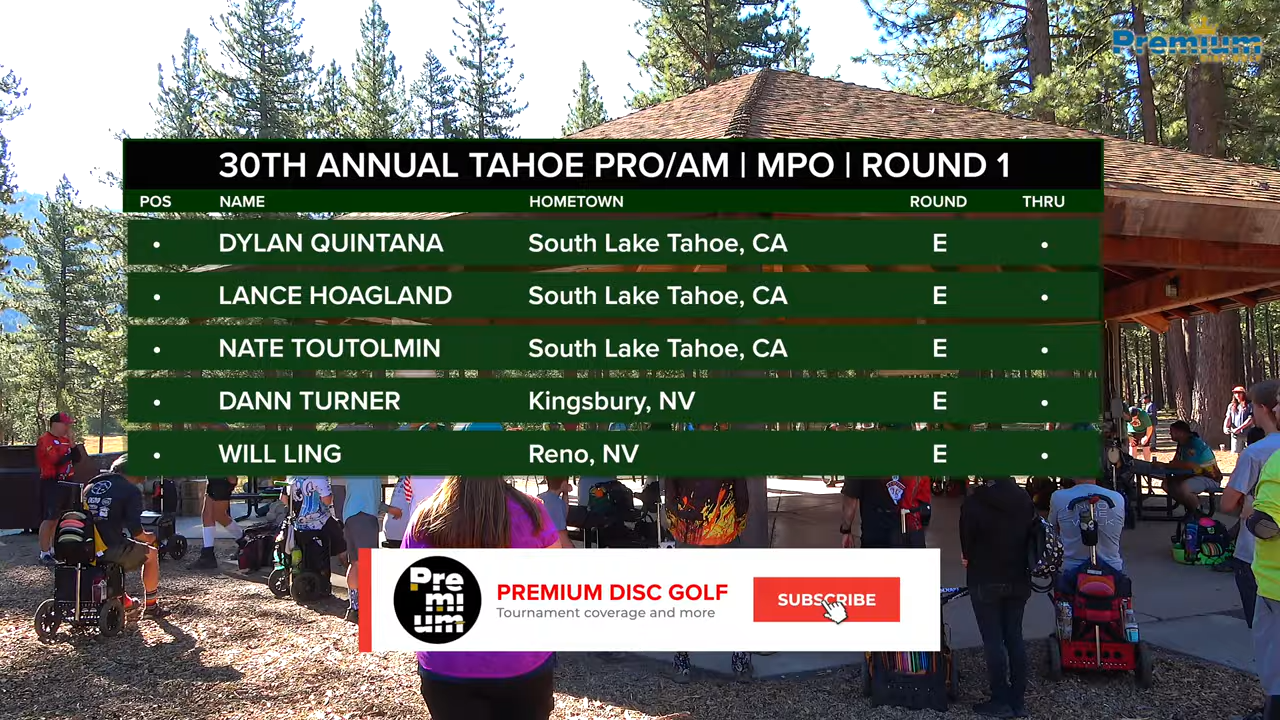 Premium
30TH ANNUAL TAHOE PRO/AM | MPO | ROUND 1
POS NAME HOMETOWN ROUND THRU
• DYLAN QUINTANA South Lake Tahoe, CA E •
• LANCE HOAGLAND South Lake Tahoe, CA E •
• NATE TOUTOLMIN South Lake Tahoe, CA E •
• DANN TURNER Kingsbury, NV E •
• WILL LING Reno, NV E •
Pre
mi
um
PREMIUM DISC GOLF
Tournament coverage and more
SUBSCRIBE